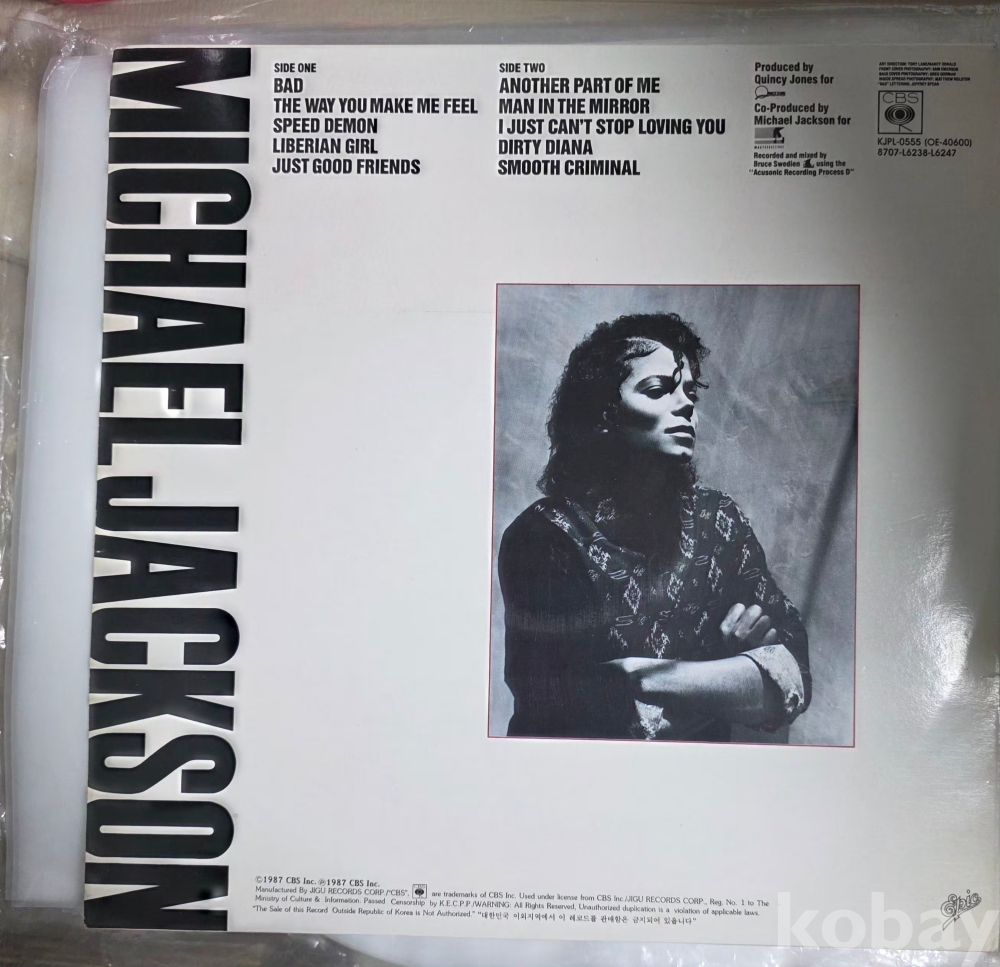 MICHAEL JACKSON
SIDE ONE
BAD
THE WAY YOU MAKE ME FEEL
SPEED DEMON
LIBERIAN GIRL
JUST GOOD FRIENDS
SIDE TWO
ANOTHER PART OF ME
MAN IN THE MIRROR
I JUST CAN'T STOP LOVING YOU
DIRTY DIANA
SMOOTH CRIMINAL
Produced by
Quincy Jones for
Co-Produced by
Michael Jackson for
Recorded and mixed by
Bruce Swedien using the
"Acusonic Recording Process D"
CBS
KJPL-0555 (OE-40600)
8707-L6238-L6247
©1987 CBS Inc. ℗1987 CBS Inc.
Manufactured By JIGU RECORDS CORP./"CBS", are trademarks of CBS Inc. Used under license from CBS Inc./JIGU RECORDS CORP., Reg. No. 1 to The
Ministry of Culture & Information. Passed Censorship by K.E.C.P.P./WARNING: All Rights Reserved, Unauthorized duplication is a violation of applicable laws.
"The Sale of this Record Outside Republic of Korea is Not Authorized." "대한민국 이외지역에서 이 레코드를 판매함은 금지되어 있읍니다"
Epic
kobay